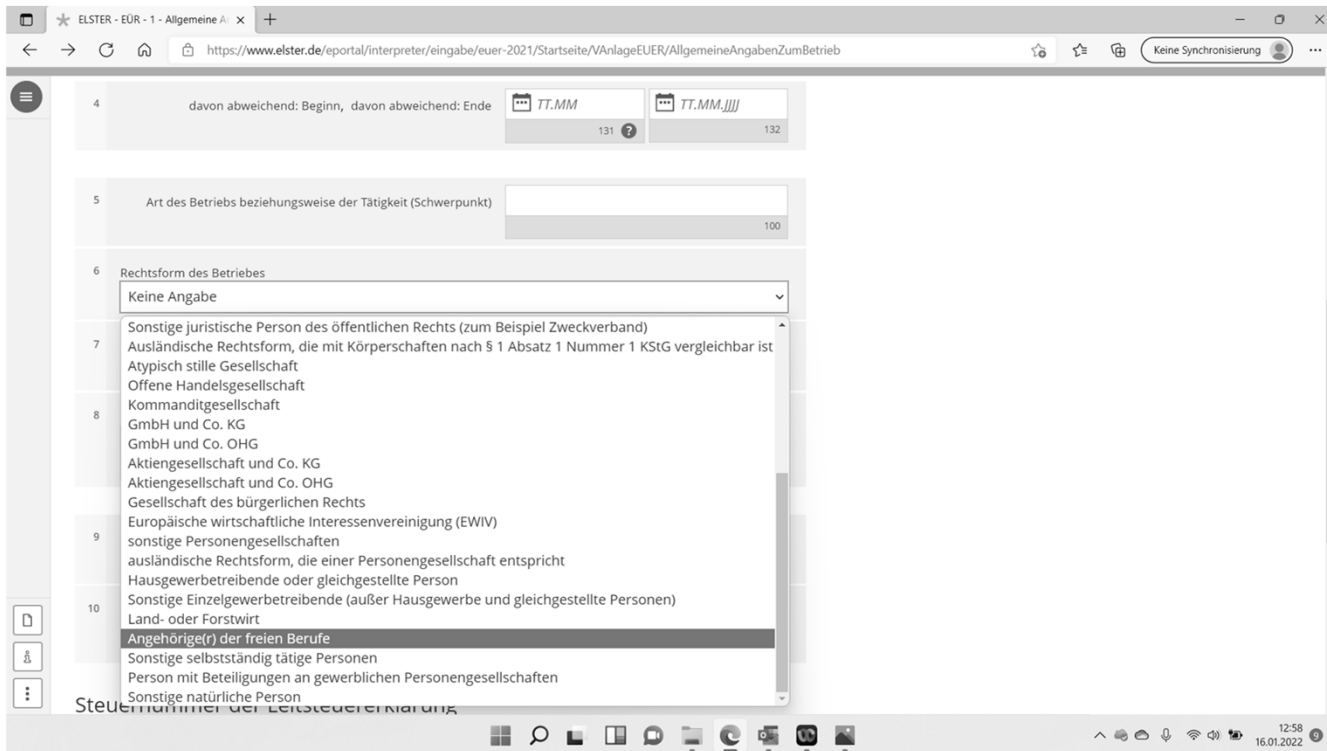 ELSTER - EÜR - 1 - Allgemeine A
https://www.elster.de/eportal/interpreter/eingabe/euer-2021/Startseite/VAnlageEUER/AllgemeineAngabenZumBetrieb
Keine Synchronisierung
4 davon abweichend: Beginn, davon abweichend: Ende TT.MM TT.MM.JJJJ
131 ? 132
5 Art des Betriebs beziehungsweise der Tätigkeit (Schwerpunkt)
100
6 Rechtsform des Betriebes
Keine Angabe
Sonstige juristische Person des öffentlichen Rechts (zum Beispiel Zweckverband)
7 Ausländische Rechtsform, die mit Körperschaften nach § 1 Absatz 1 Nummer 1 KStG vergleichbar ist
Atypisch stille Gesellschaft
Offene Handelsgesellschaft
Kommanditgesellschaft
8
GmbH und Co. KG
GmbH und Co. OHG
Aktiengesellschaft und Co. KG
Aktiengesellschaft und Co. OHG
Gesellschaft des bürgerlichen Rechts
Europäische wirtschaftliche Interessenvereinigung (EWIV)
9 sonstige Personengesellschaften
ausländische Rechtsform, die einer Personengesellschaft entspricht
Hausgewerbetreibende oder gleichgestellte Person
Sonstige Einzelgewerbetreibende (außer Hausgewerbe und gleichgestellte Personen)
10
Land- oder Forstwirt
Angehörige(r) der freien Berufe
Sonstige selbstständig tätige Personen
Person mit Beteiligungen an gewerblichen Personengesellschaften
Sonstige natürliche Person
Steuernummer der Leitsteuererklärung
12:58
16.01.2022
9